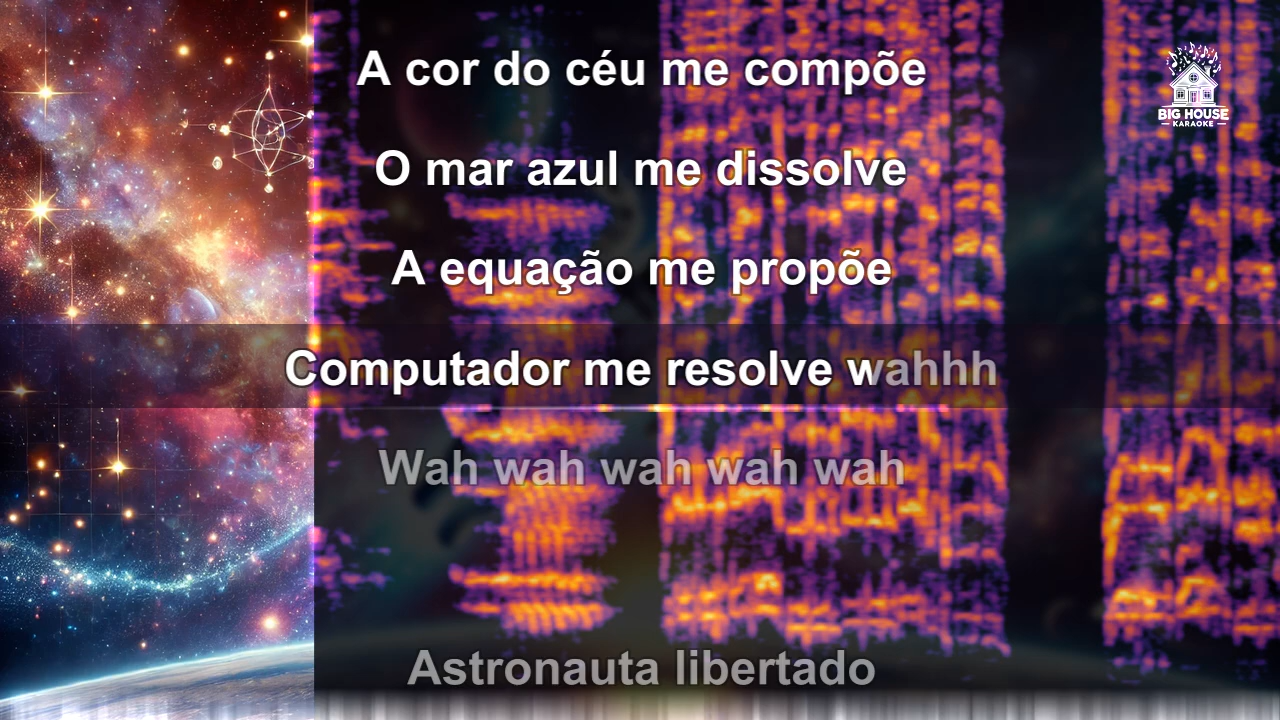 A cor do céu me compõe
BIG HOUSE
KARAOKE
O mar azul me dissolve
A equação me propõe
Computador me resolve wahhh
Wah wah wah wah wah
Astronauta libertado